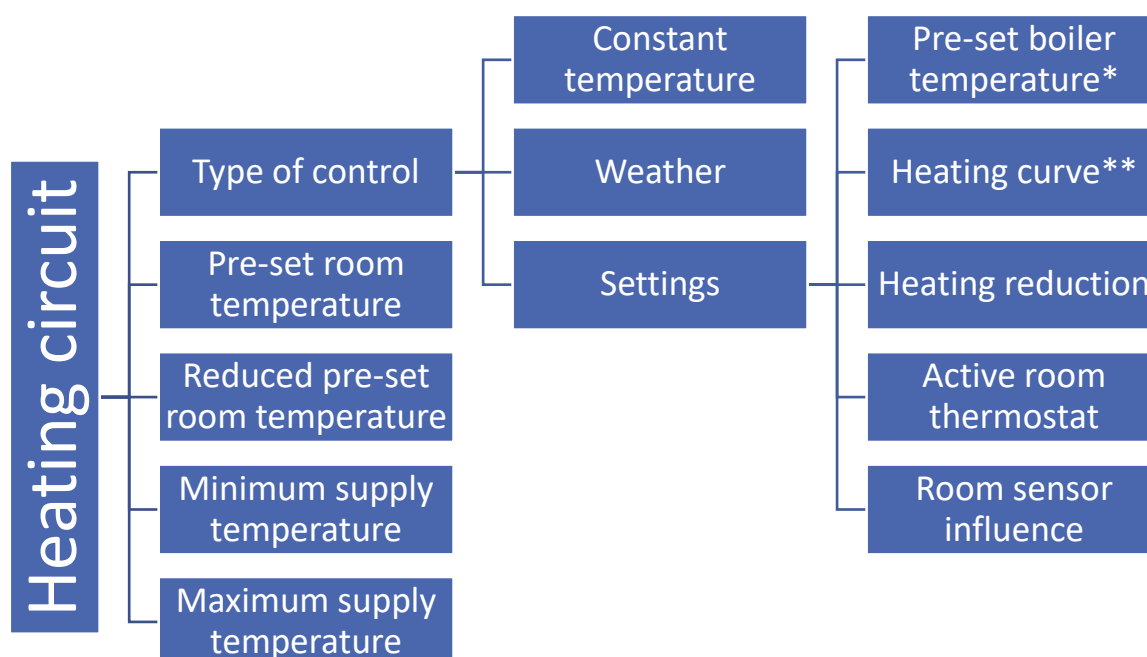 Heating circuit
Type of control
Pre-set room
temperature
Reduced pre-set
room temperature
Minimum supply
temperature
Maximum supply
temperature
Constant
temperature
Weather
Settings
Pre-set boiler
temperature*
Heating curve**
Heating reduction
Active room
thermostat
Room sensor
influence